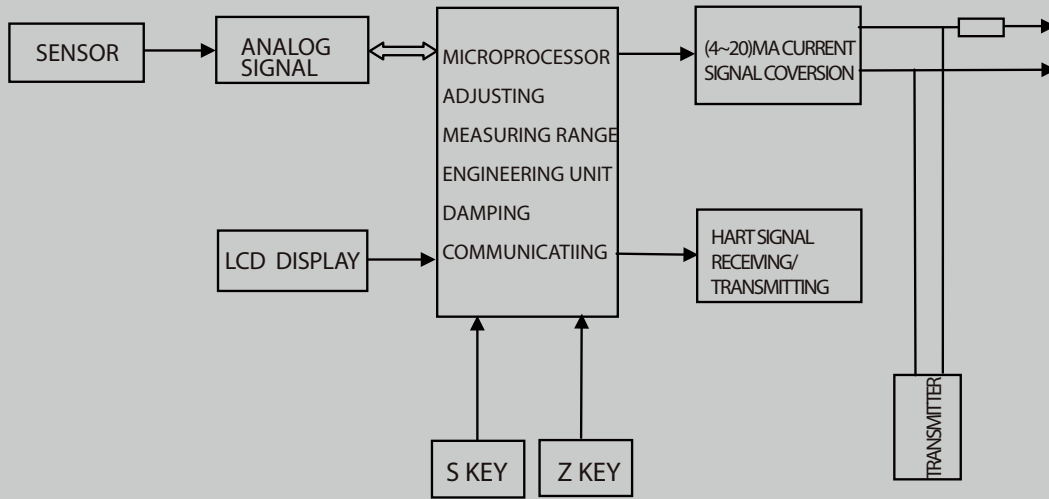 SENSOR
ANALOG
SIGNAL
MICROPROCESSOR
ADJUSTING
MEASURING RANGE
ENGINEERING UNIT
DAMPING
COMMUNICATIING
(4~20)MA CURRENT
SIGNAL COVERSION
LCD DISPLAY
HART SIGNAL
RECEIVING/
TRANSMITTING
S KEY
Z KEY
TRANSMITTER